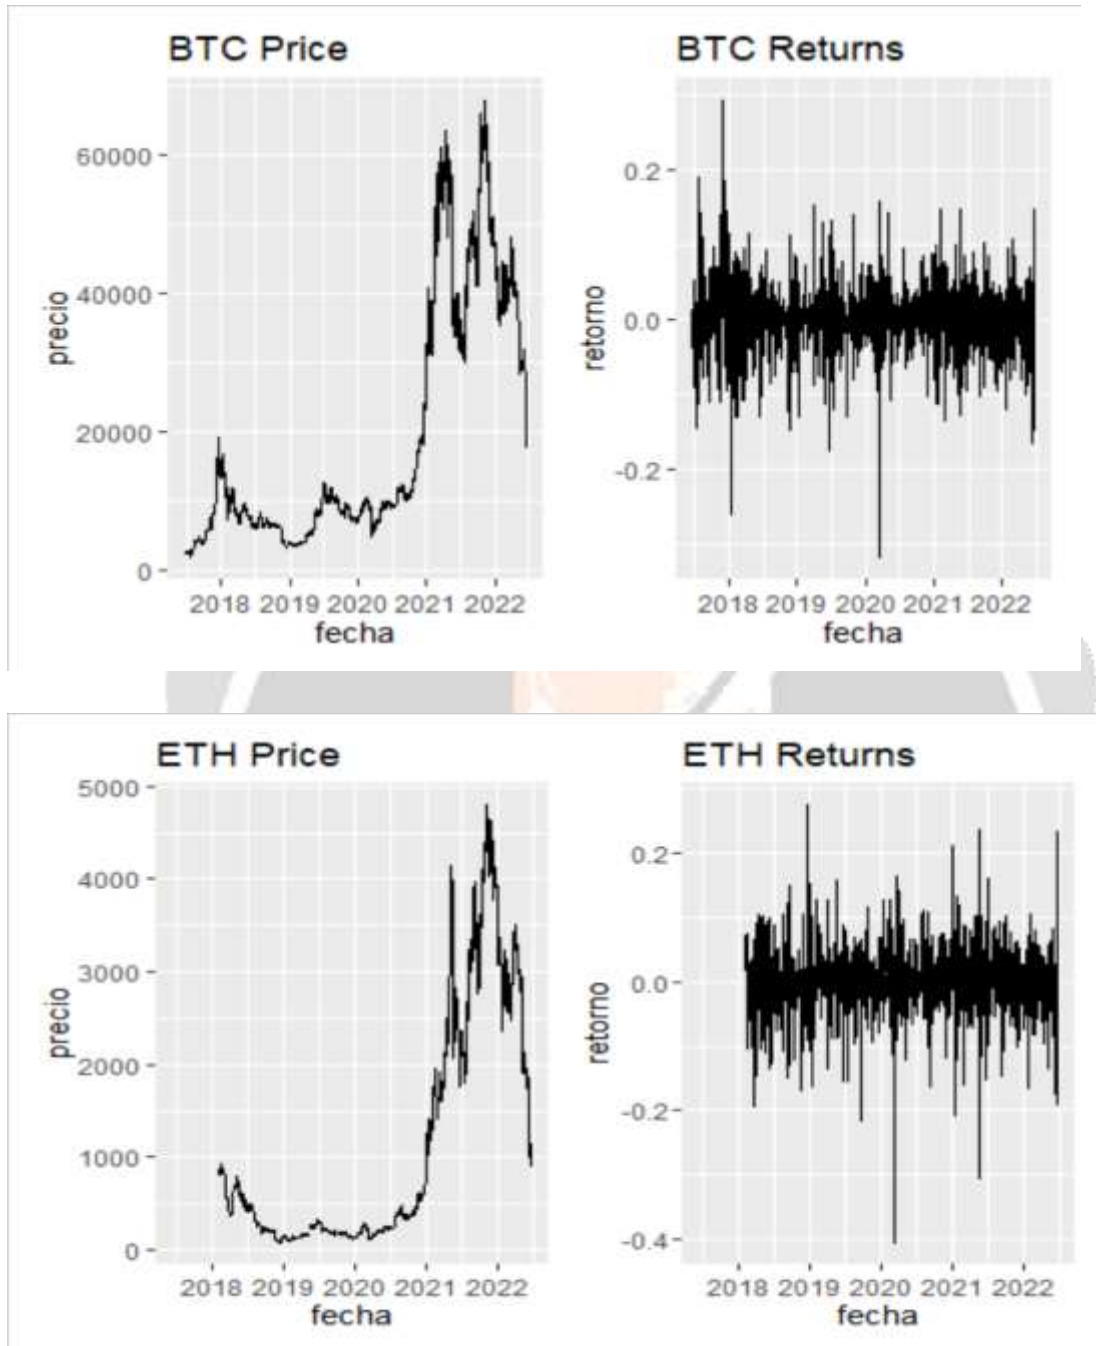 BTC Price
BTC Returns
60000
40000
20000
0
precio
2018 2019 2020 2021 2022
fecha
0.2
0.0
-0.2
retorno
2018 2019 2020 2021 2022
fecha
ETH Price
ETH Returns
5000
4000
3000
2000
1000
0
precio
2018 2019 2020 2021 2022
fecha
0.2
0.0
-0.2
-0.4
retorno
2018 2019 2020 2021 2022
fecha